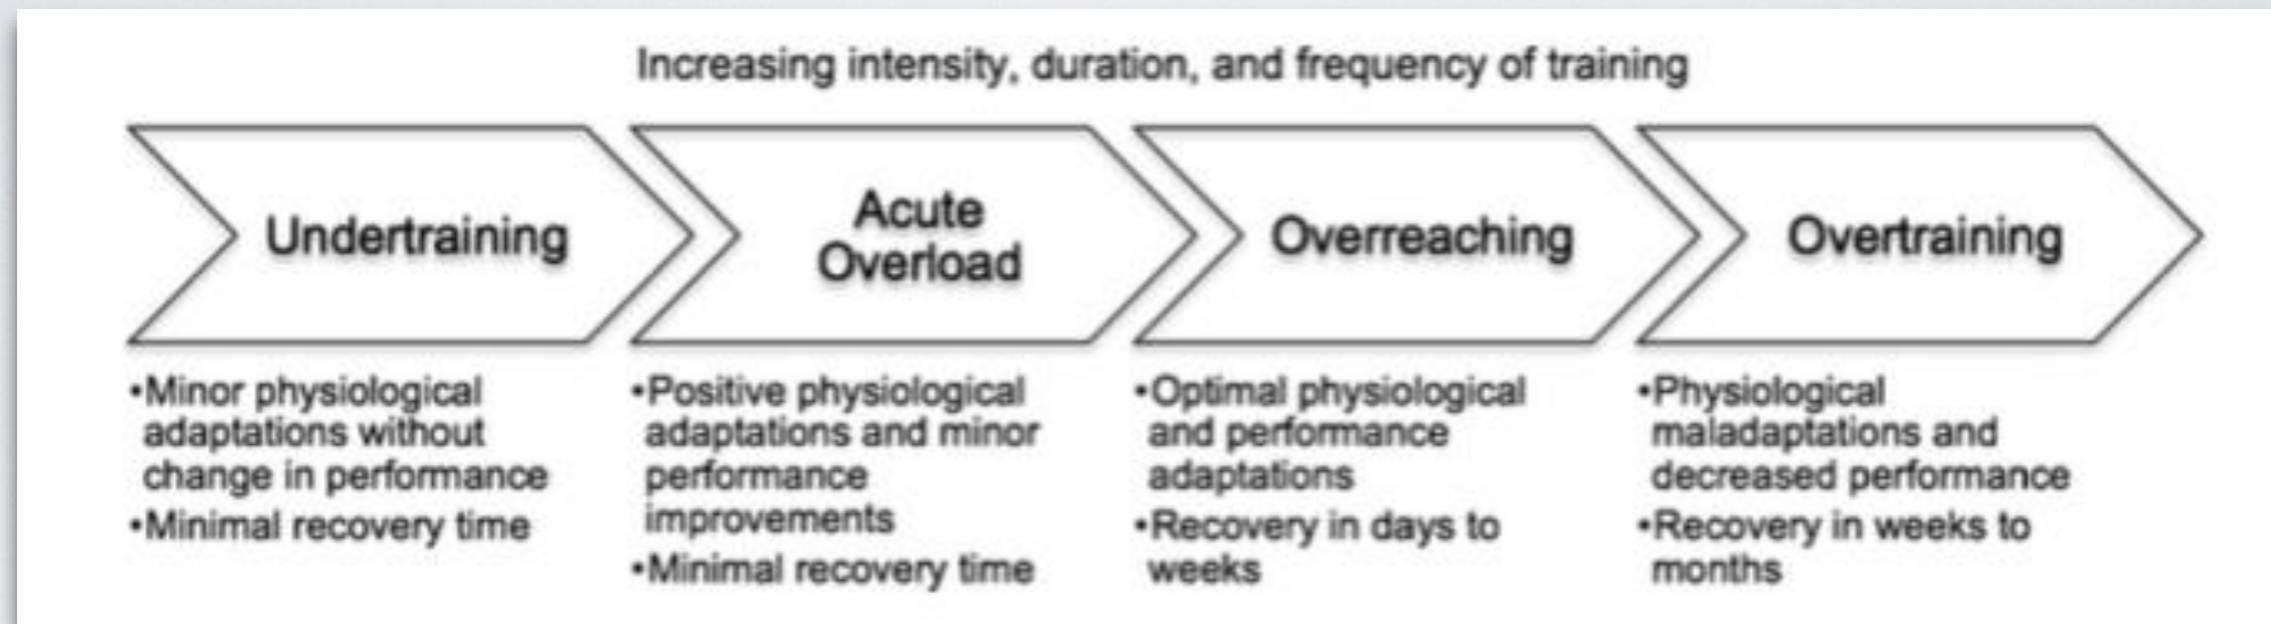 Increasing intensity, duration, and frequency of training
Undertraining
Acute
Overload
Overreaching
Overtraining
•Minor physiological
adaptations without
change in performance
•Minimal recovery time
•Positive physiological
adaptations and minor
performance
improvements
•Minimal recovery time
•Optimal physiological
and performance
adaptations
•Recovery in days to
weeks
•Physiological
maladaptations and
decreased performance
•Recovery in weeks to
months